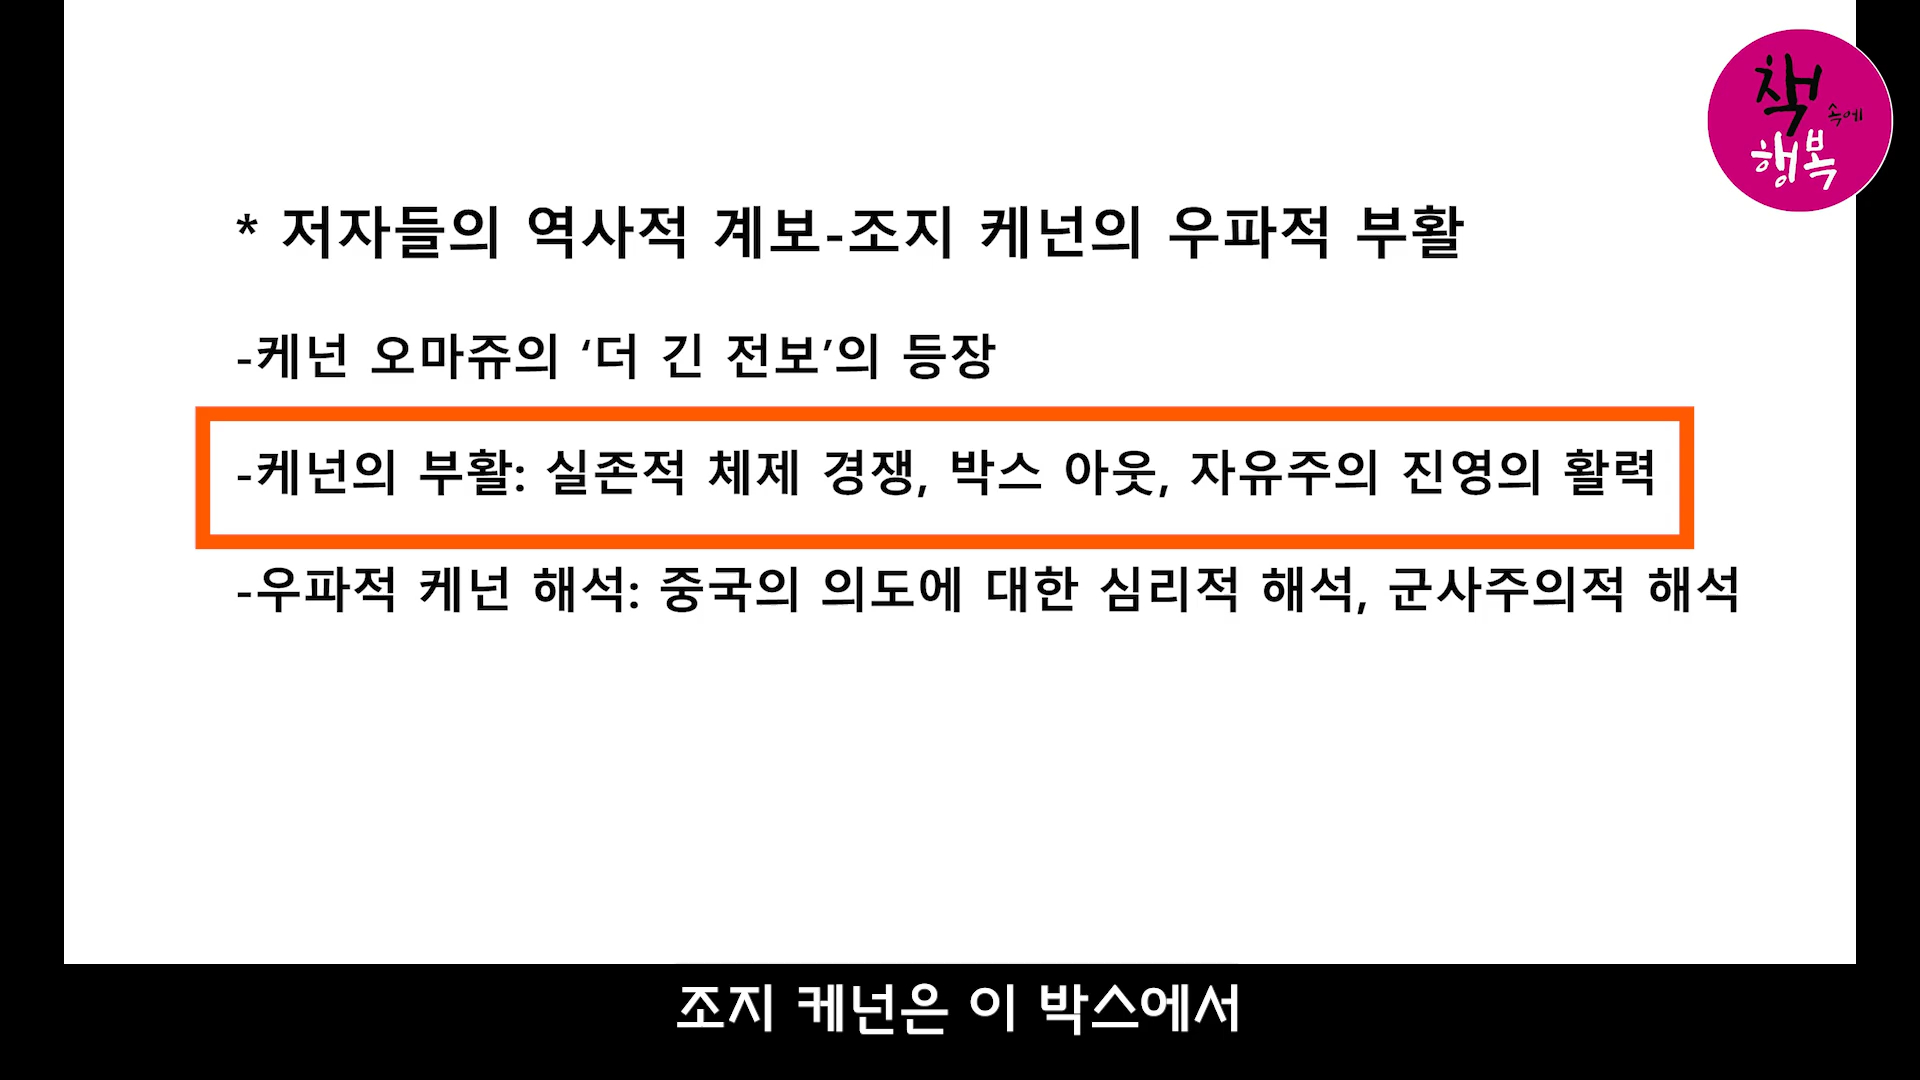 책
속에
행복
* 저자들의 역사적 계보-조지 케넌의 우파적 부활
-케넌 오마쥬의 ‘더 긴 전보’의 등장
-케넌의 부활: 실존적 체제 경쟁, 박스 아웃, 자유주의 진영의 활력
-우파적 케넌 해석: 중국의 의도에 대한 심리적 해석, 군사주의적 해석
조지 케넌은 이 박스에서